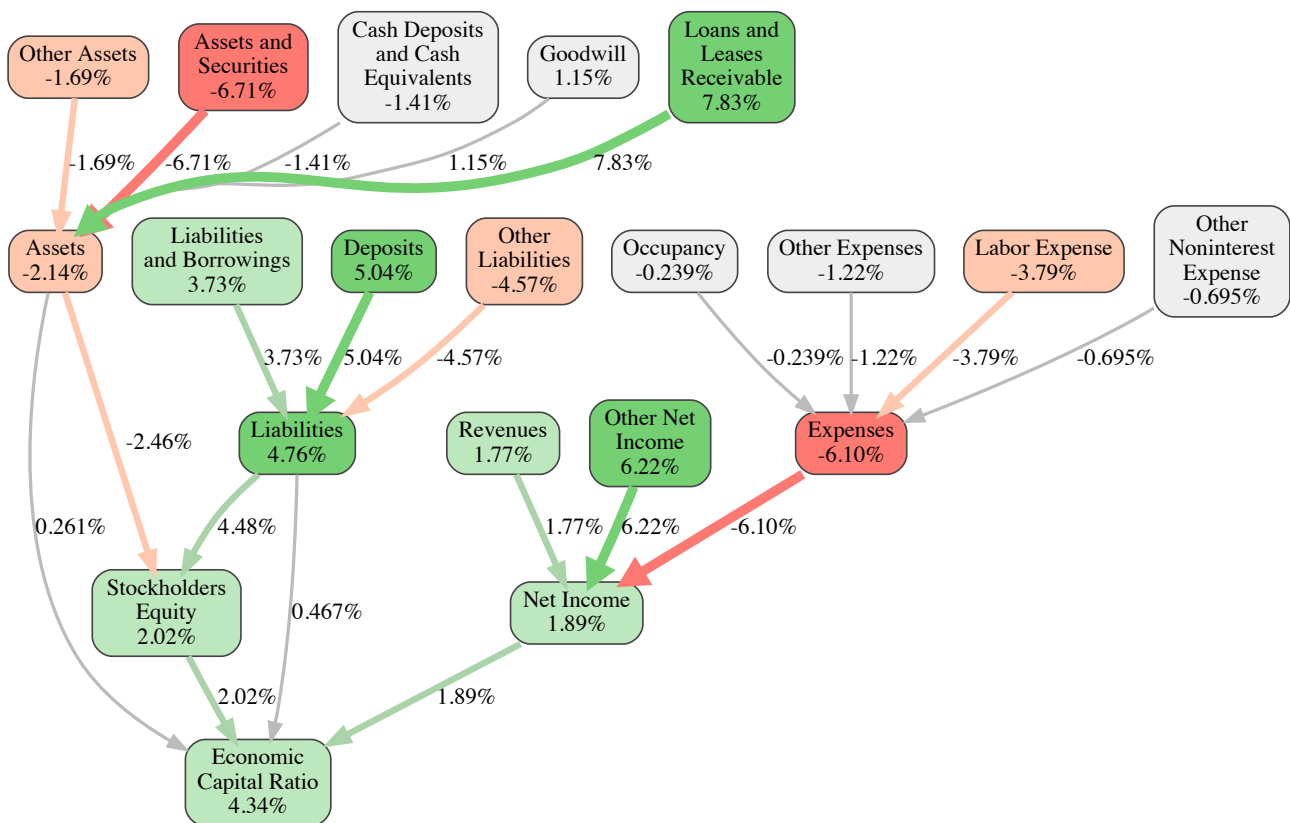 Other Assets
-1.69%
Assets and
Securities
-6.71%
Cash Deposits
and Cash
Equivalents
-1.41%
Goodwill
1.15%
Loans and
Leases
Receivable
7.83%
-1.69%
-6.71%
-1.41%
1.15%
7.83%
Assets
-2.14%
Liabilities
and Borrowings
3.73%
Deposits
5.04%
Other
Liabilities
-4.57%
Occupancy
-0.239%
Other Expenses
-1.22%
Labor Expense
-3.79%
Other
Noninterest
Expense
-0.695%
3.73%
5.04%
-4.57%
-0.239%
-1.22%
-3.79%
-0.695%
-2.46%
Liabilities
4.76%
Revenues
1.77%
Other Net
Income
6.22%
Expenses
-6.10%
0.261%
4.48%
1.77%
6.22%
-6.10%
Stockholders
Equity
2.02%
0.467%
Net Income
1.89%
2.02%
1.89%
Economic
Capital Ratio
4.34%